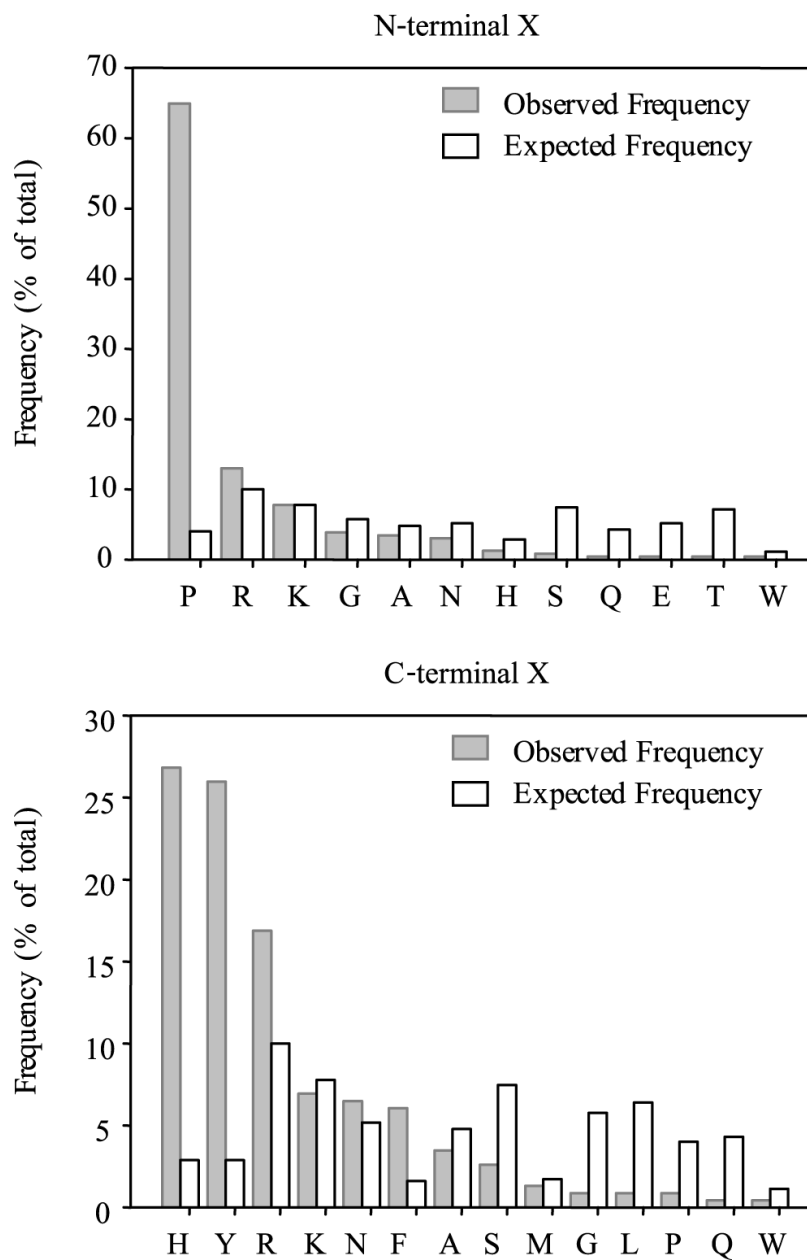 N-terminal X
Frequency (% of total)
70
60
50
40
30
20
10
0
Observed Frequency
Expected Frequency
P R K G A N H S Q E T W
C-terminal X
Frequency (% of total)
30
25
20
15
10
5
0
Observed Frequency
Expected Frequency
H Y R K N F A S M G L P Q W